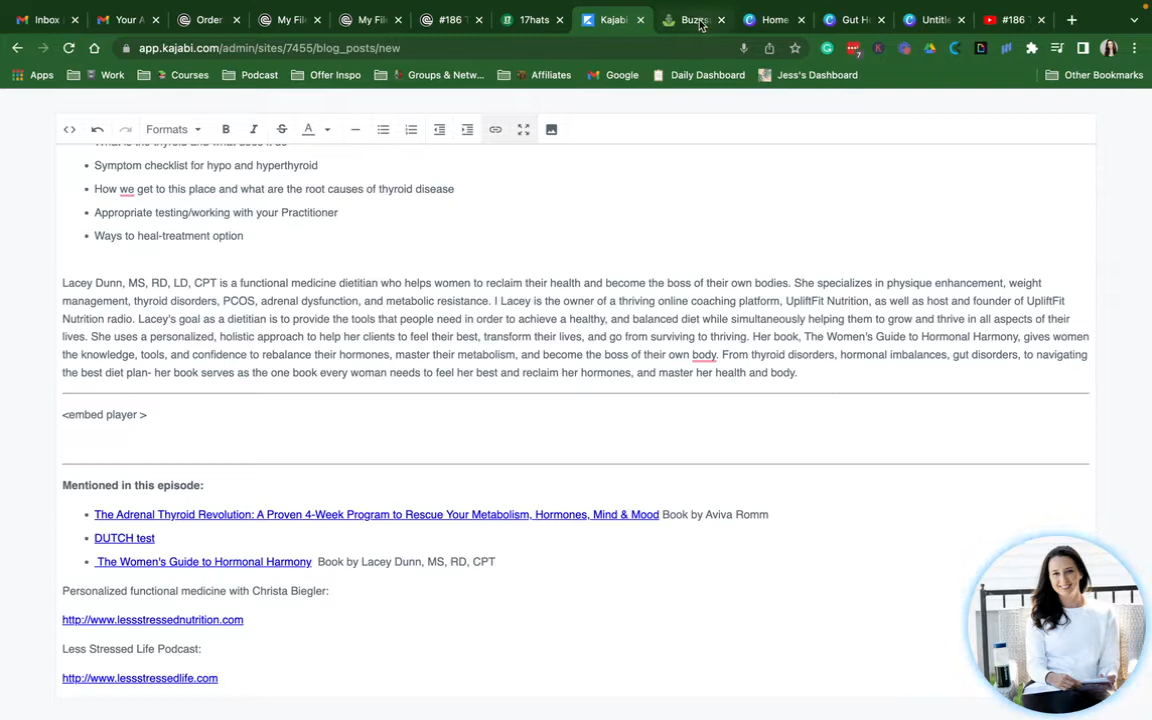 Inbox
Your A
Order
My File
My File
#186 T
17hats
Kajabi
Buzzs
Home
Gut He
Untitle
#186 T
app.kajabi.com/admin/sites/7455/blog_posts/new
7
Apps
Work
Courses
Podcast
Offer Inspo
Groups & Netw...
Affiliates
Google
Daily Dashboard
Jess's Dashboard
Other Bookmarks
Formats
B I S A
What is the thyroid and what does it do
Symptom checklist for hypo and hyperthyroid
How we get to this place and what are the root causes of thyroid disease
Appropriate testing/working with your Practitioner
Ways to heal-treatment option
Lacey Dunn, MS, RD, LD, CPT is a functional medicine dietitian who helps women to reclaim their health and become the boss of their own bodies. She specializes in physique enhancement, weight
management, thyroid disorders, PCOS, adrenal dysfunction, and metabolic resistance. I Lacey is the owner of a thriving online coaching platform, UpliftFit Nutrition, as well as host and founder of UpliFit
Nutrition radio. Lacey's goal as a dietitian is to provide the tools that people need in order to achieve a healthy, and balanced diet while simultaneously helping them to grow and thrive in all aspects of their
lives. She uses a personalized, holistic approach to help her clients to feel their best, transform their lives, and go from surviving to thriving. Her book, The Women's Guide to Hormonal Harmony, gives women
the knowledge, tools, and confidence to rebalance their hormones, master their metabolism, and become the boss of their own body. From thyroid disorders, hormonal imbalances, gut disorders, to navigating
the best diet plan- her book serves as the one book every woman needs to feel her best and reclaim her hormones, and master her health and body.
<embed player >
Mentioned in this episode:
The Adrenal Thyroid Revolution: A Proven 4-Week Program to Rescue Your Metabolism, Hormones, Mind & Mood Book by Aviva Romm
DUTCH test
The Women's Guide to Hormonal Harmony Book by Lacey Dunn, MS, RD, CPT
Personalized functional medicine with Christa Biegler:
http://www.lessstressednutrition.com
Less Stressed Life Podcast:
http://www.lessstressedlife.com